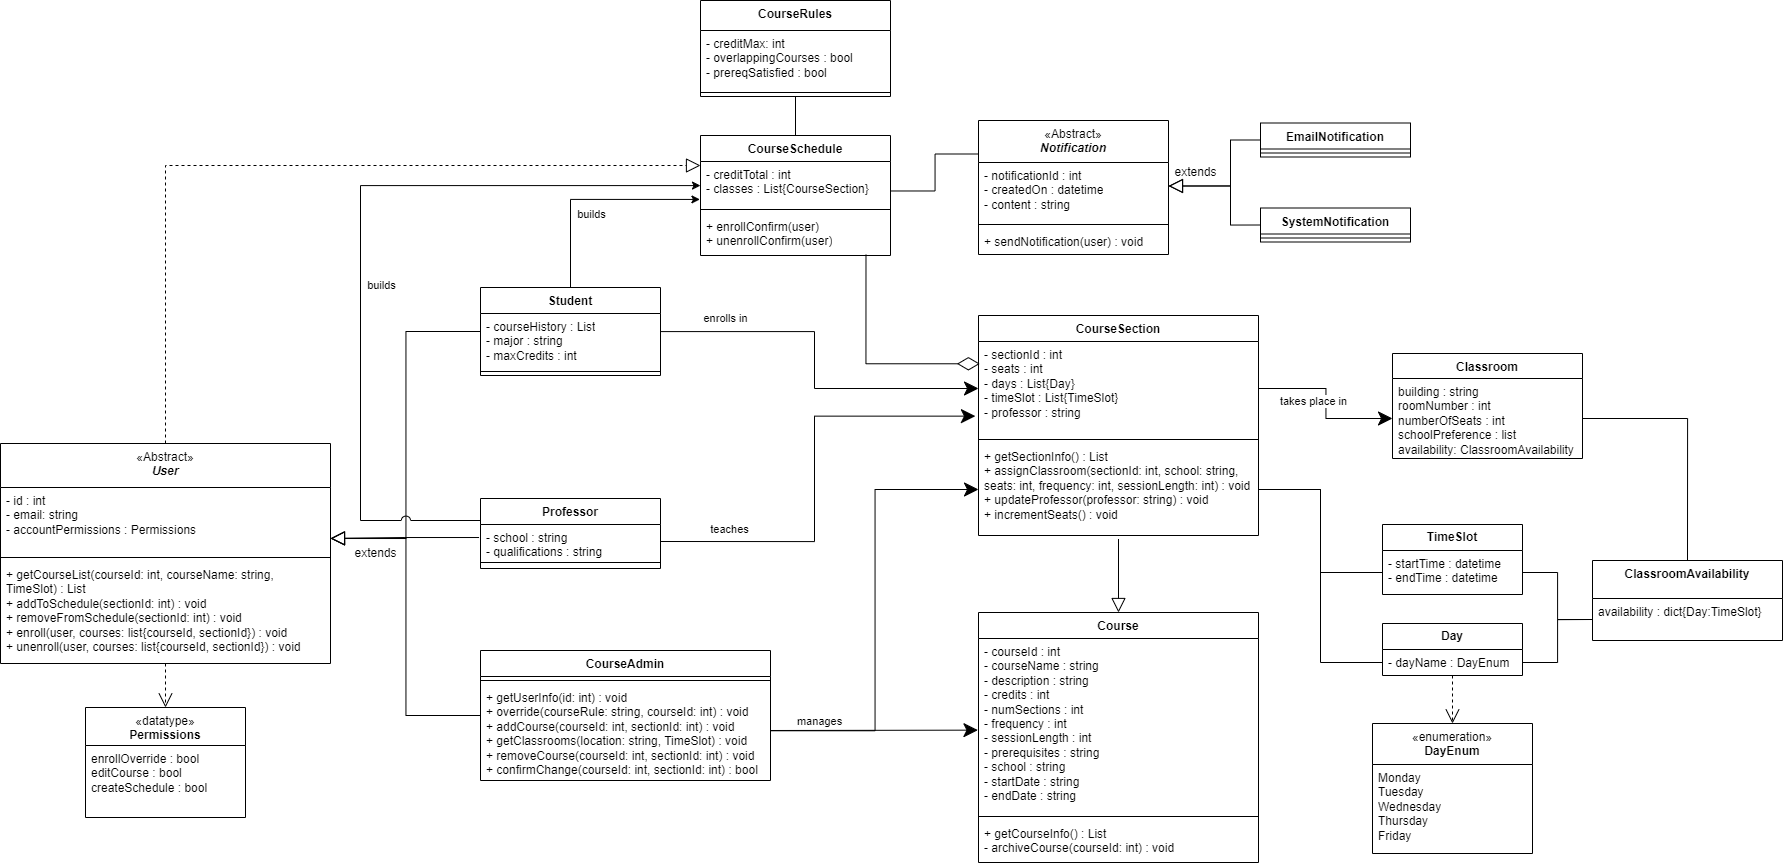 CourseRules
- creditMax: int
- overlappingCourses : bool
- prereqSatisfied : bool
CourseSchedule
- creditTotal : int
- classes : List{CourseSection}
+ enrollConfirm(user)
+ unenrollConfirm(user)
«Abstract»
Notification
- notificationId : int
- createdOn : datetime
- content : string
+ sendNotification(user) : void
extends
EmailNotification
SystemNotification
builds
builds
Student
- courseHistory : List
- major : string
- maxCredits : int
enrolls in
CourseSection
- sectionId : int
- seats : int
- days : List{Day}
- timeSlot : List{TimeSlot}
- professor : string
+ getSectionInfo() : List
+ assignClassroom(sectionId: int, school: string,
seats: int, frequency: int, sessionLength: int) : void
+ updateProfessor(professor: string) : void
+ incrementSeats() : void
takes place in
Classroom
building : string
roomNumber : int
numberOfSeats : int
schoolPreference : list
availability: ClassroomAvailability
«Abstract»
User
- id : int
- email: string
- accountPermissions : Permissions
+ getCourseList(courseId: int, courseName: string,
TimeSlot) : List
+ addToSchedule(sectionId: int) : void
+ removeFromSchedule(sectionId: int) : void
+ enroll(user, courses: list{courseId, sectionId}) : void
+ unenroll(user, courses: list{courseId, sectionId}) : void
extends
Professor
- school : string
- qualifications : string
teaches
TimeSlot
- startTime : datetime
- endTime : datetime
ClassroomAvailability
availability : dict{Day:TimeSlot}
Day
- dayName : DayEnum
«datatype»
Permissions
enrollOverride : bool
editCourse : bool
createSchedule : bool
CourseAdmin
+ getUserInfo(id: int) : void
+ override(courseRule: string, courseId: int) : void
+ addCourse(courseId: int, sectionId: int) : void
+ getClassrooms(location: string, TimeSlot) : void
+ removeCourse(courseId: int, sectionId: int) : void
+ confirmChange(courseId: int, sectionId: int) : bool
manages
Course
- courseId : int
- courseName : string
- description : string
- credits : int
- numSections : int
- frequency : int
- sessionLength : int
- prerequisites : string
- school : string
- startDate : string
- endDate : string
+ getCourseInfo() : List
- archiveCourse(courseId: int) : void
«enumeration»
DayEnum
Monday
Tuesday
Wednesday
Thursday
Friday